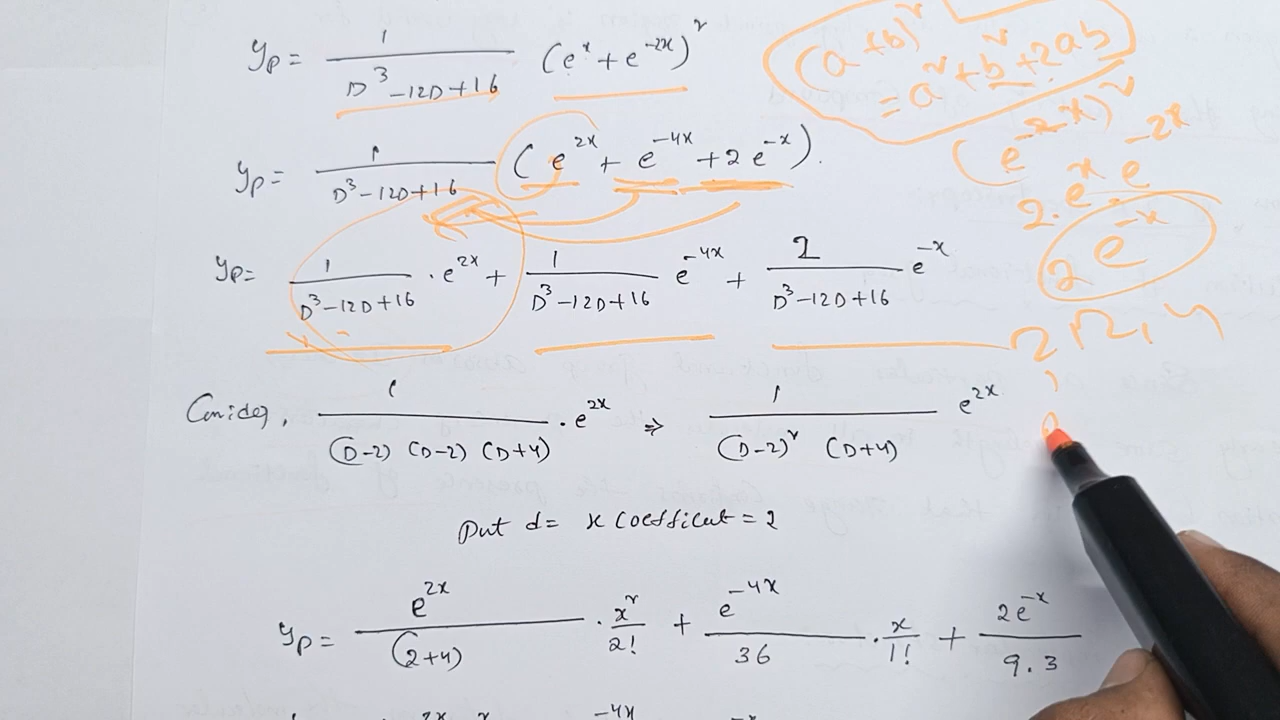 yp = 1/(D³-12D+16) (eˣ + e⁻²ˣ)²
(a+b)²
= a² + b² + 2ab
(e⁻²ˣ)²
yp = 1/(D³-12D+16) (e²ˣ + e⁻⁴ˣ + 2e⁻ˣ).
2.eˣ.e⁻²ˣ
2e⁻ˣ
yp = 1/(D³-12D+16) . e²ˣ + 1/(D³-12D+16) e⁻⁴ˣ + 2/(D³-12D+16) e⁻ˣ
Consider, 1/((D-2) (D-2) (D+4)) . e²ˣ ⇒ 1/((D-2)² (D+4)) e²ˣ
Put d = x coefficient = 2
yp = e²ˣ/(2+4) . x²/2! + e⁻⁴ˣ/36 . x/1! + 2e⁻ˣ/9.3